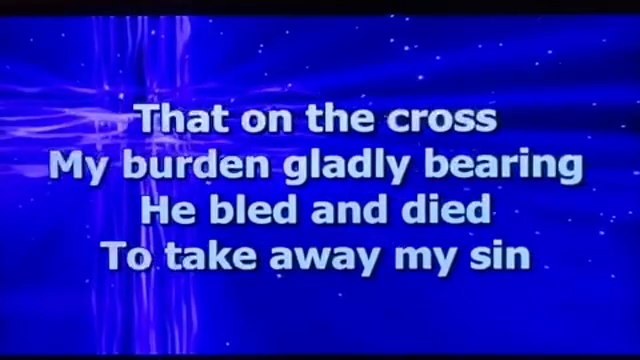 That on the cross
My burden gladly bearing
He bled and died
To take away my sin